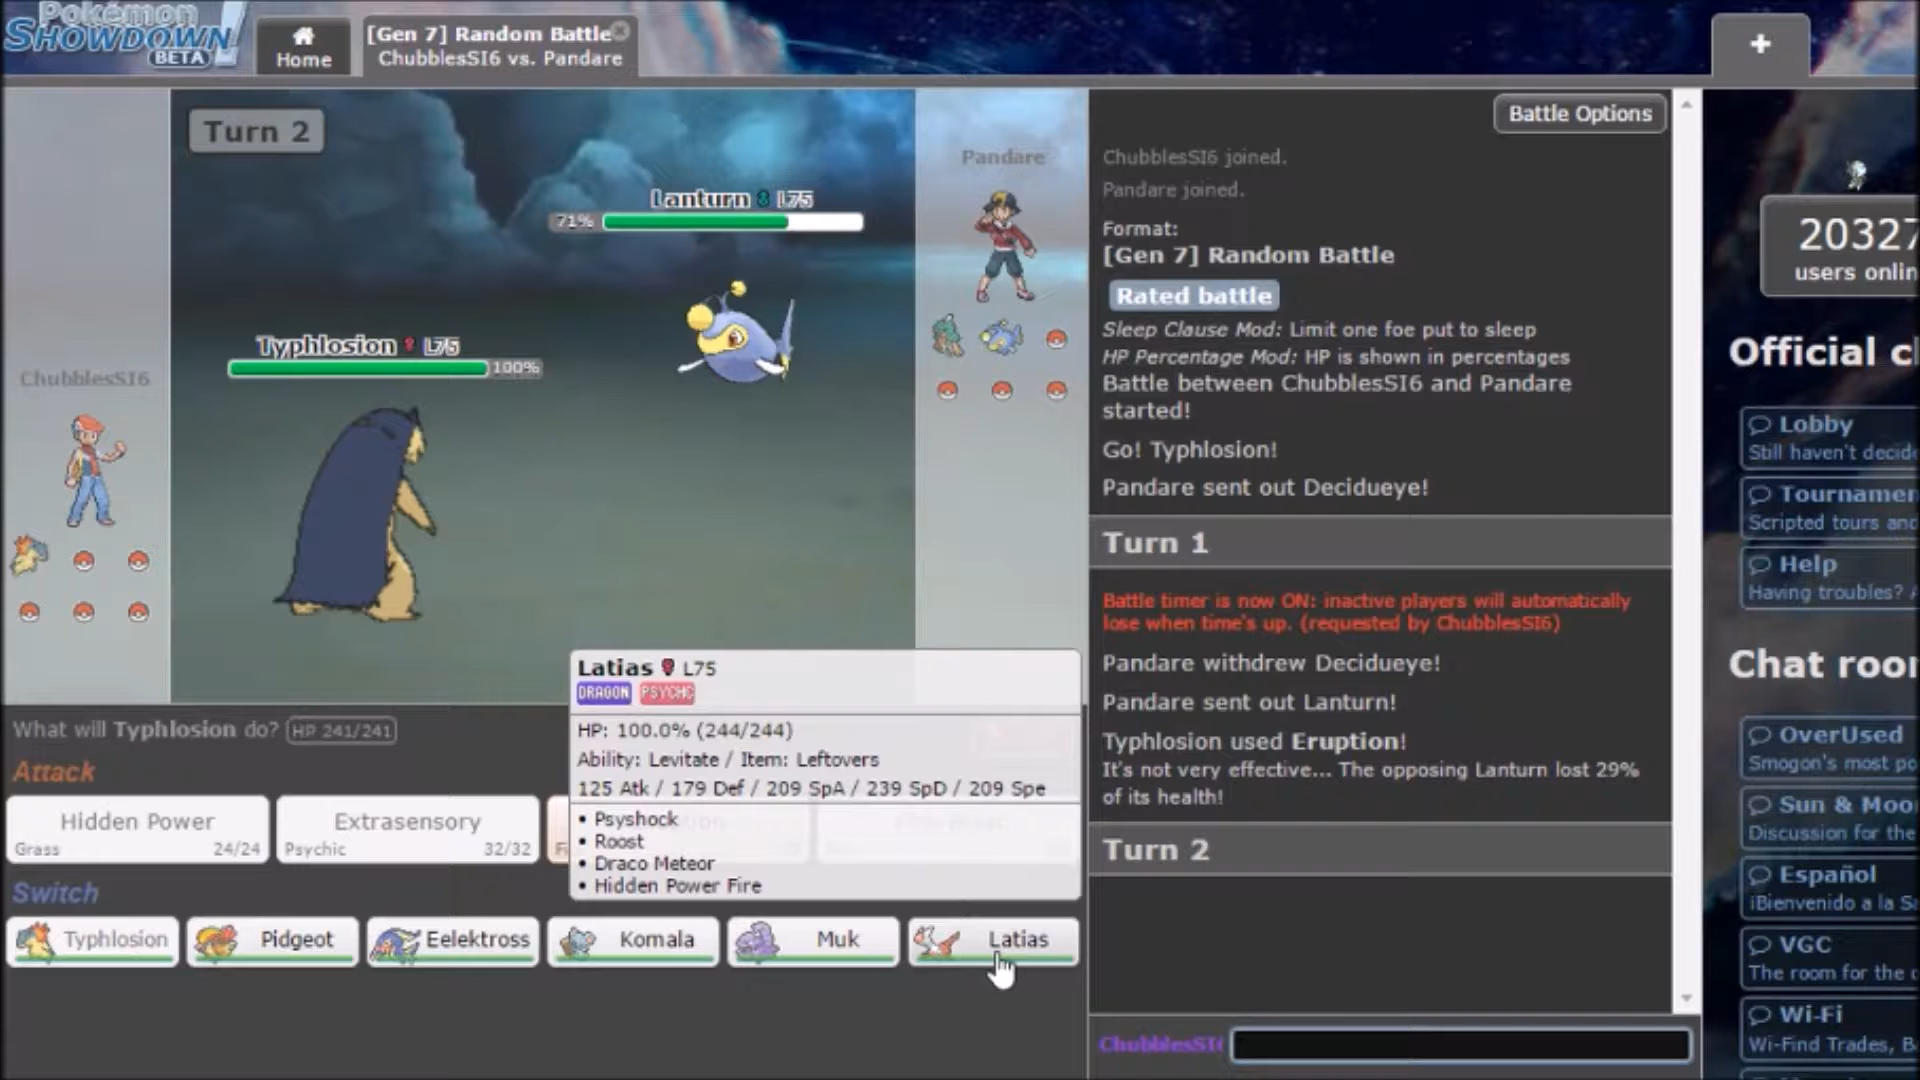 Pokémon
SHOWDOWN!
BETA
Home
[Gen 7] Random Battle
ChubblesSI6 vs. Pandare
+
Turn 2
Lanturn L75
71%
Typhlosion L75
100%
ChubblesSI6
Pandare
What will Typhlosion do? HP 241/241
Attack
Hidden Power
Grass 24/24
Extrasensory
Psychic 32/32
Latias L75
DRAGON PSYCHC
HP: 100.0% (244/244)
Ability: Levitate / Item: Leftovers
125 Atk / 179 Def / 209 SpA / 239 SpD / 209 Spe
• Psyshock
• Roost
• Draco Meteor
• Hidden Power Fire
Switch
Typhlosion
Pidgeot
Eelektross
Komala
Muk
Latias
Battle Options
ChubblesSI6 joined.
Pandare joined.
Format:
[Gen 7] Random Battle
Rated battle
Sleep Clause Mod: Limit one foe put to sleep
HP Percentage Mod: HP is shown in percentages
Battle between ChubblesSI6 and Pandare
started!
Go! Typhlosion!
Pandare sent out Decidueye!
Turn 1
Battle timer is now ON: inactive players will automatically
lose when time's up. (requested by ChubblesSI6)
Pandare withdrew Decidueye!
Pandare sent out Lanturn!
Typhlosion used Eruption!
It's not very effective... The opposing Lanturn lost 29%
of its health!
Turn 2
ChubblesSI
20327
users onlin
Official c
Lobby
Still haven't decid
Tournamen
Scripted tours and
Help
Having troubles?
Chat roo
OverUsed
Smogon's most po
Sun & Moo
Discussion for the
Español
¡Bienvenido a la S
VGC
The room for the
Wi-Fi
Wi-Find Trades, B